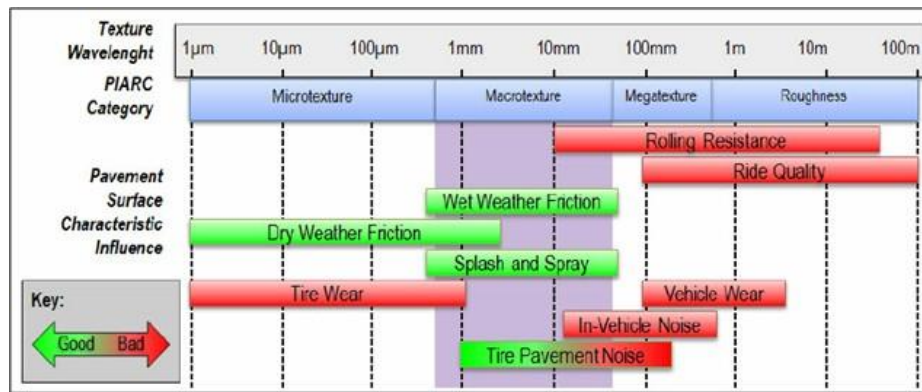 Texture
Wavelenght
1µm 10µm 100µm 1mm 10mm 100mm 1m 10m 100m
PIARC
Category
Microtexture Macrotexture Megatexture Roughness
Rolling Resistance
Ride Quality
Pavement
Surface
Characteristic
Influence
Wet Weather Friction
Dry Weather Friction
Splash and Spray
Tire Wear Vehicle Wear
In-Vehicle Noise
Tire Pavement Noise
Key:
Good Bad